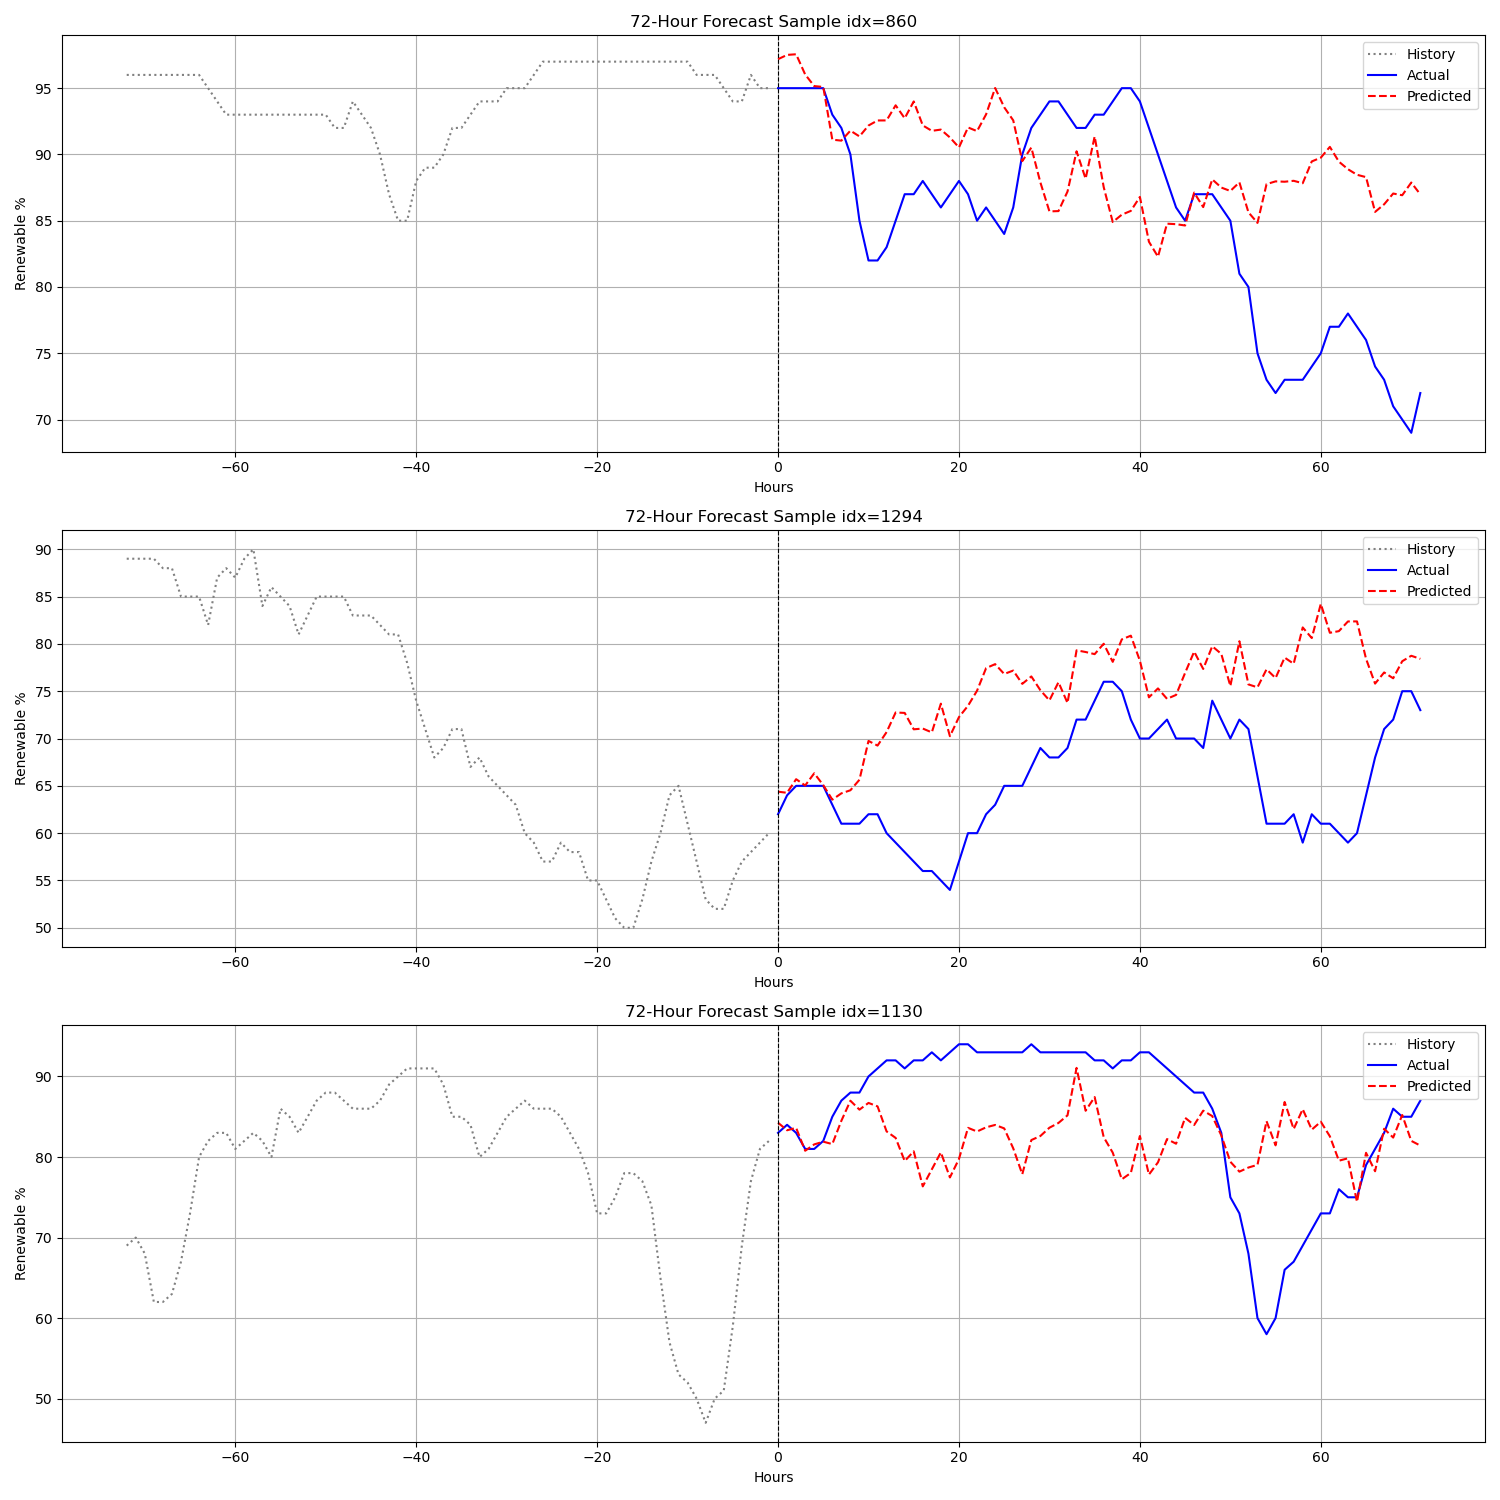 72-Hour Forecast Sample idx=860
History
Actual
Predicted
Renewable %
95
90
85
80
75
70
−60 −40 −20 0 20 40 60
Hours
72-Hour Forecast Sample idx=1294
History
Actual
Predicted
Renewable %
90
85
80
75
70
65
60
55
50
−60 −40 −20 0 20 40 60
Hours
72-Hour Forecast Sample idx=1130
History
Actual
Predicted
Renewable %
90
80
70
60
50
−60 −40 −20 0 20 40 60
Hours